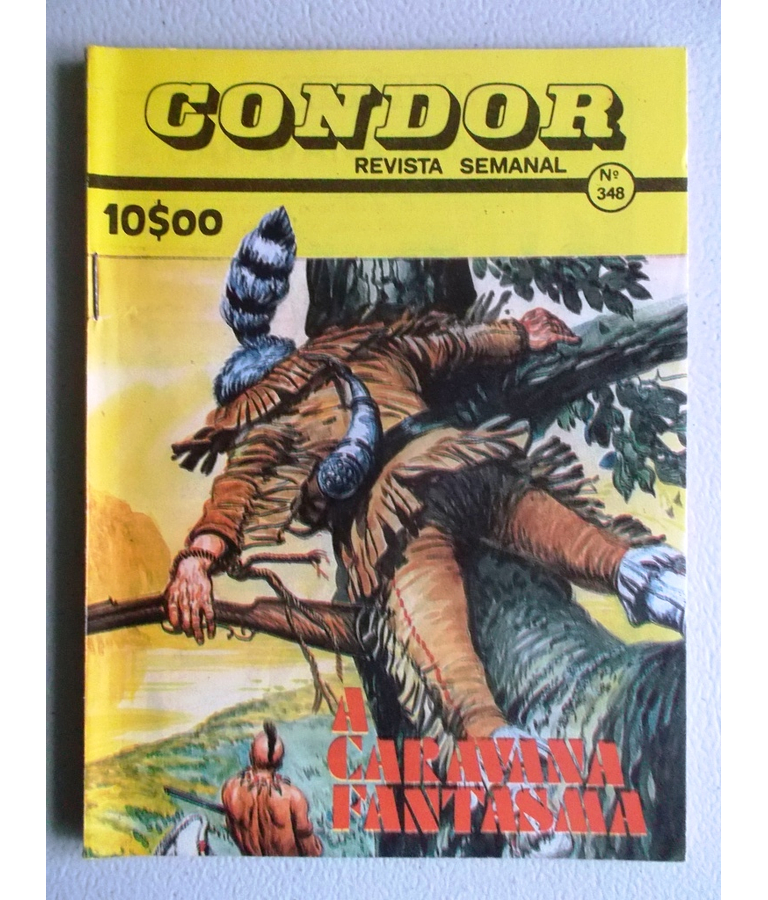 CONDOR
REVISTA SEMANAL
Nº
348
10$00
A
CARAVANA
FANTASMA